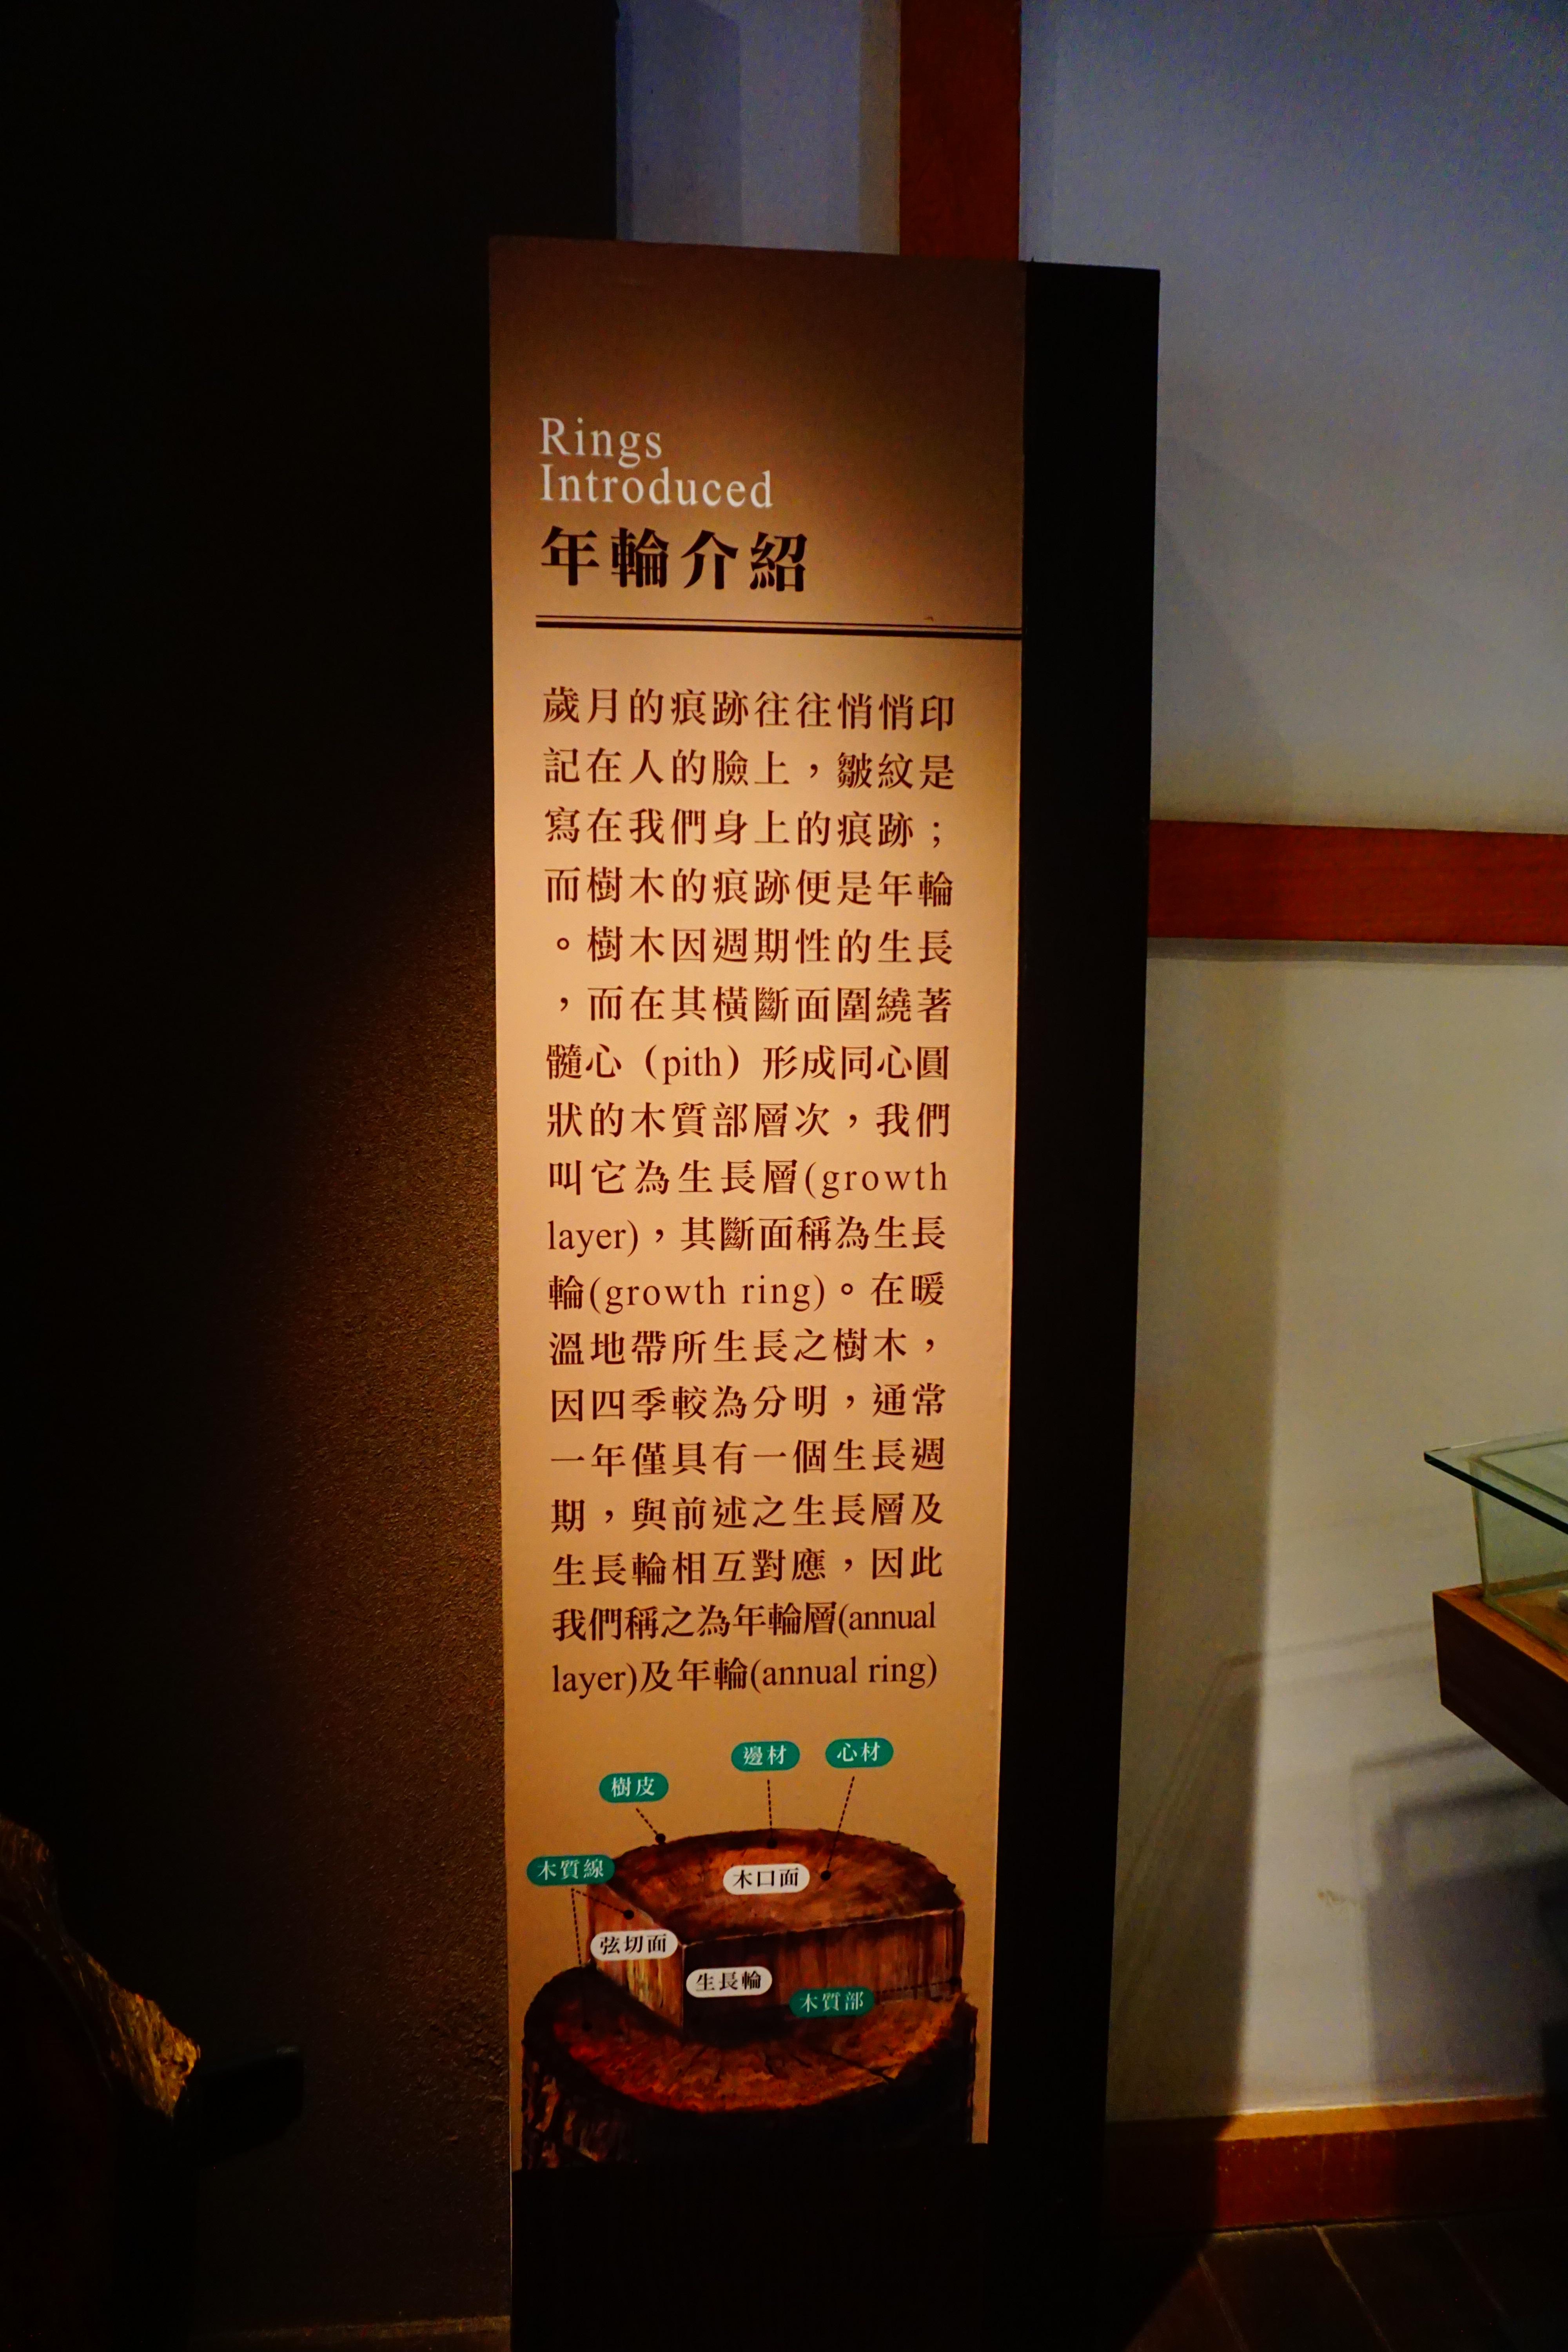 Rings
Introduced
年輪介紹
歲月的痕跡往往悄悄印
記在人的臉上，皺紋是
寫在我們身上的痕跡；
而樹木的痕跡便是年輪
。樹木因週期性的生長
，而在其橫斷面圍繞著
髓心（pith）形成同心圓
狀的木質部層次，我們
叫它為生長層(growth
layer)，其斷面稱為生長
輪(growth ring)。在暖
溫地帶所生長之樹木，
因四季較為分明，通常
一年僅具有一個生長週
期，與前述之生長層及
生長輪相互對應，因此
我們稱之為年輪層(annual
layer)及年輪(annual ring)
邊材
心材
樹皮
木質線
木口面
弦切面
生長輪
木質部